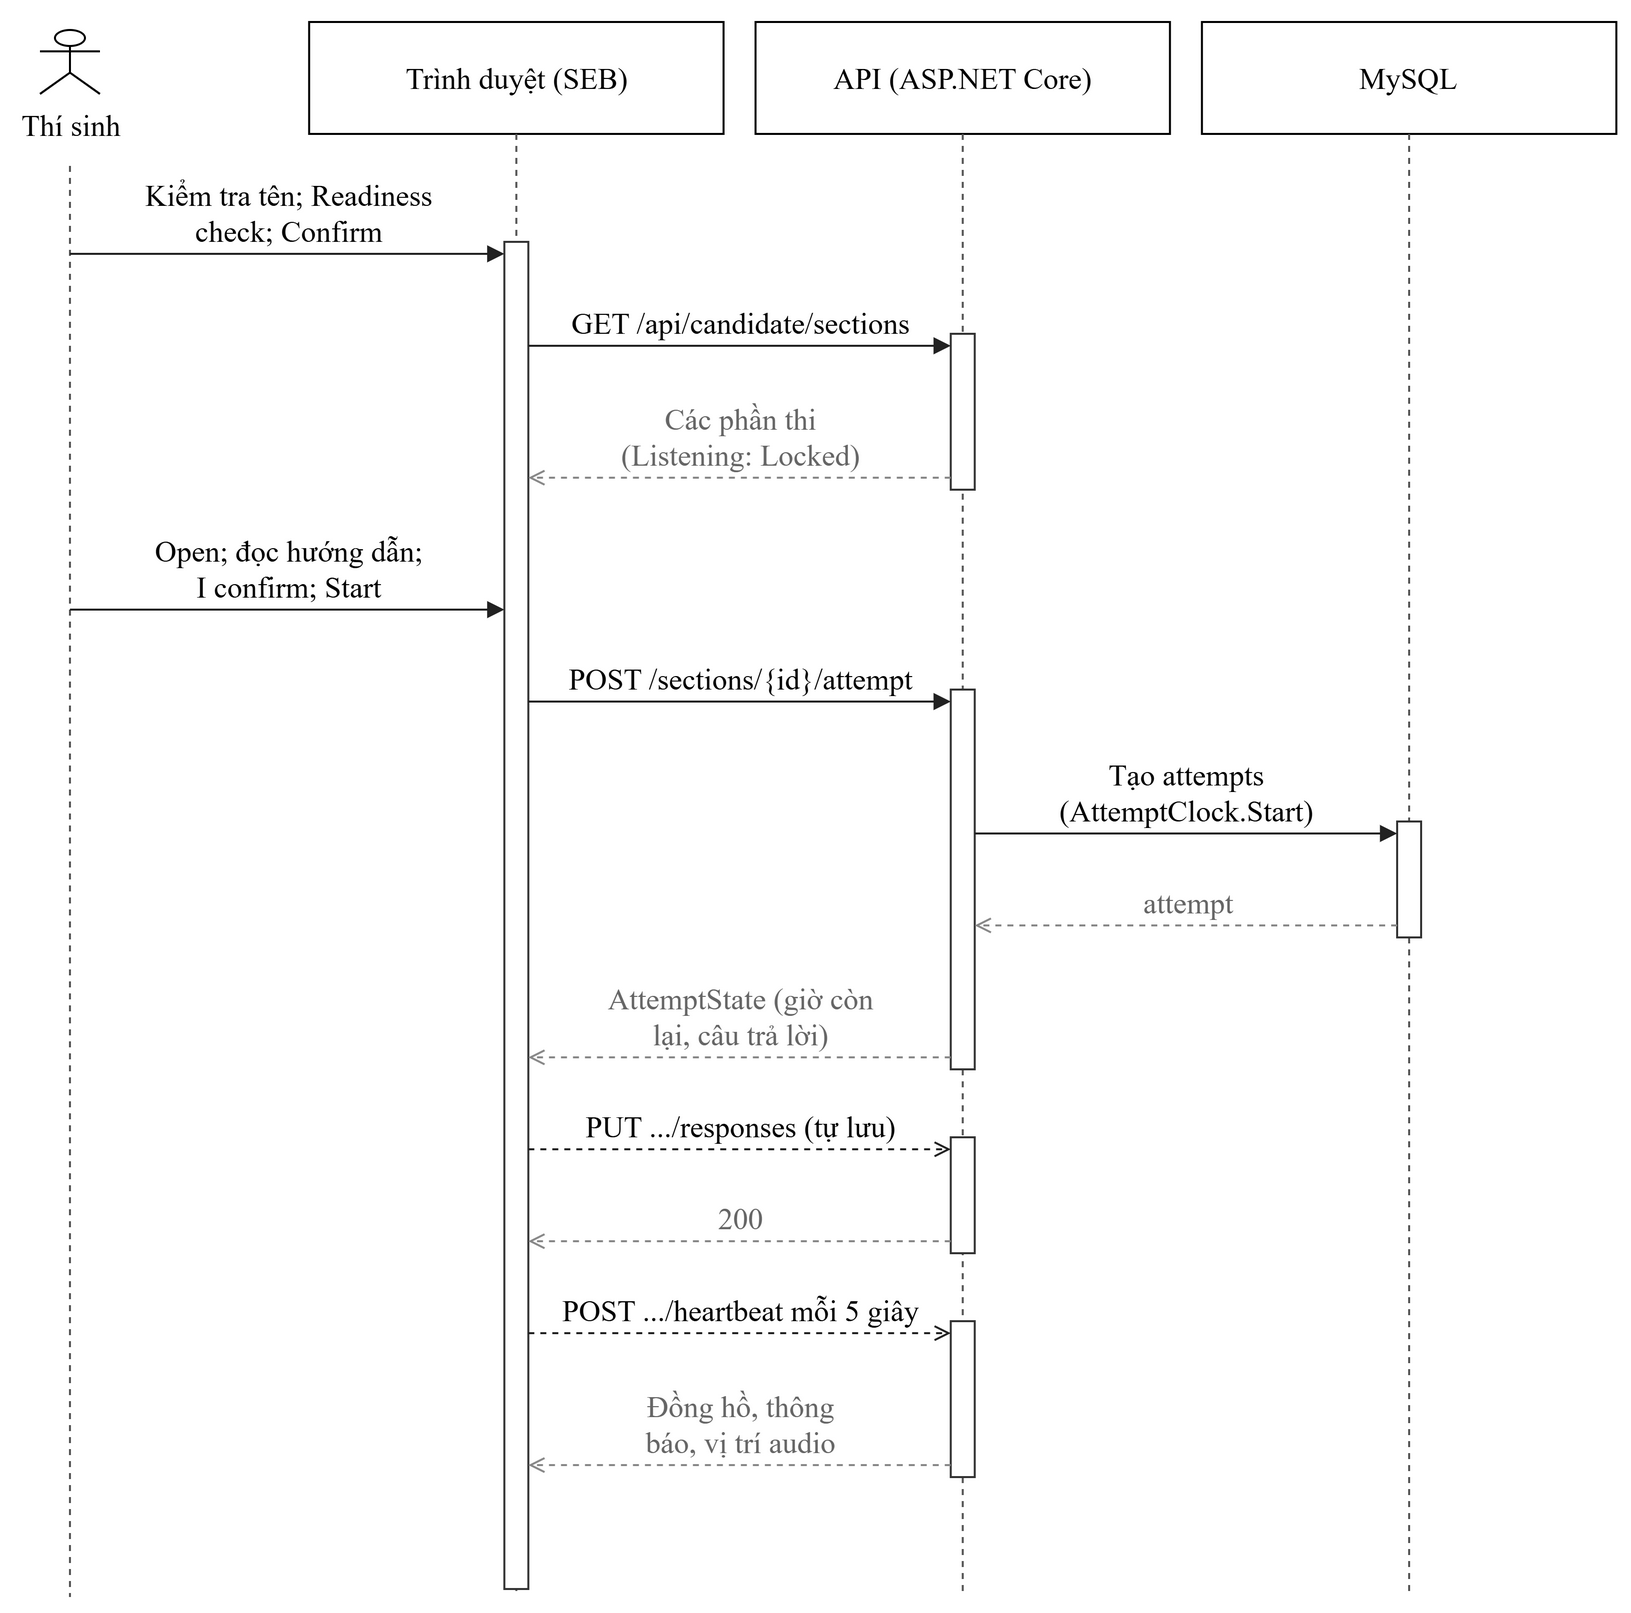 Thí sinh
Trình duyệt (SEB)
API (ASP.NET Core)
MySQL
Kiểm tra tên; Readiness
check; Confirm
GET /api/candidate/sections
Các phần thi
(Listening: Locked)
Open; đọc hướng dẫn;
I confirm; Start
POST /sections/{id}/attempt
Tạo attempts
(AttemptClock.Start)
attempt
AttemptState (giờ còn
lại, câu trả lời)
PUT .../responses (tự lưu)
200
POST .../heartbeat mỗi 5 giây
Đồng hồ, thông
báo, vị trí audio